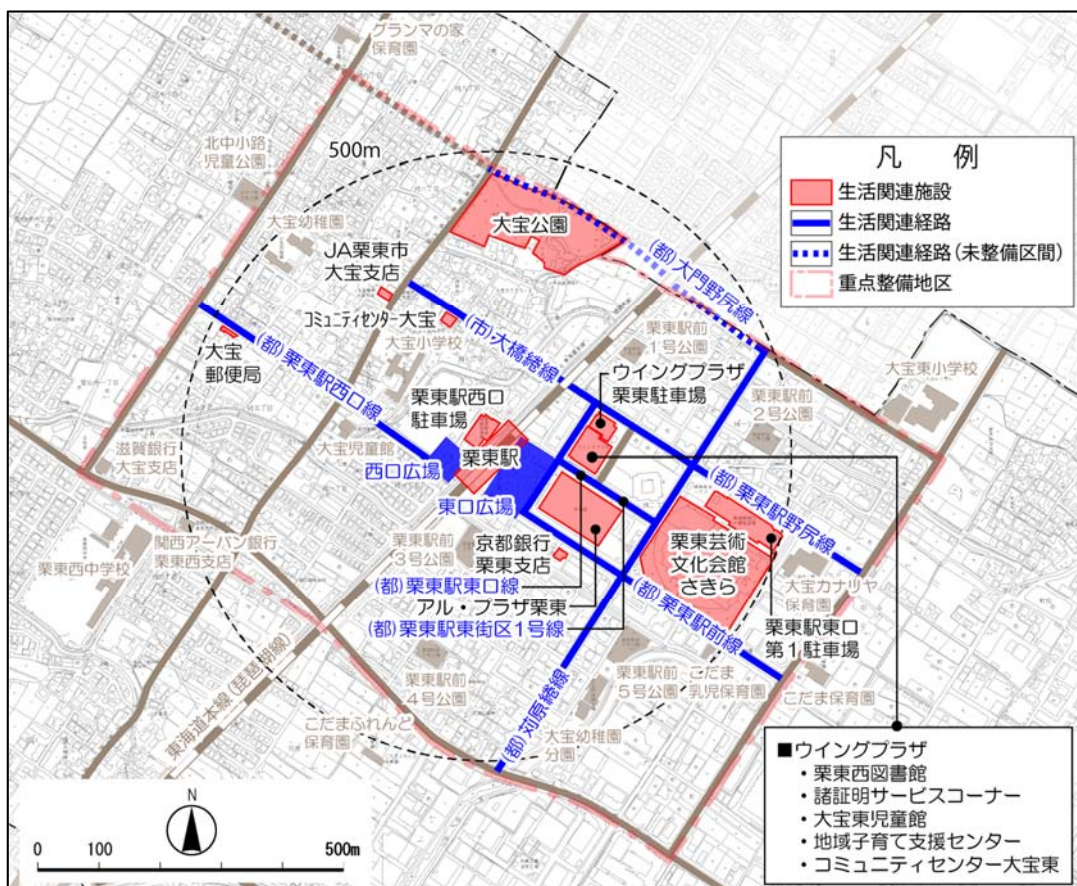 グランマの家
保育園
北中小路
児童公園
500m
大宝幼稚園
大宝公園
(都)大門野尻線
凡　例
生活関連施設
生活関連経路
生活関連経路(未整備区間)
重点整備地区
JA栗東市
大宝支店
コミュニティセンター大宝
大宝小学校
(市)大橋綣線
栗東駅前
1号公園
大宝東小学校
大宝
郵便局
(都)栗東駅西口線
ウイングプラザ
栗東駐車場
栗東駅前
2号公園
栗東駅西口
駐車場
滋賀銀行
大宝支店
大宝児童館
栗東駅
西口広場
東口広場
(都)栗東駅野尻線
関西アーバン銀行
栗東西支店
栗東西中学校
栗東駅前
3号公園
京都銀行
栗東支店
栗東芸術
文化会館
さきら
(都)栗東駅東口線
アル・プラザ栗東
(都)栗東駅東街区1号線
(都)栗東駅前線
大宝カナリヤ
保育園
栗東駅東口
第1駐車場
栗東駅前
4号公園
栗東駅前
5号公園
こだま
乳児保育園
こだま保育園
東海道本線(琵琶湖線)
こだまふれんど
保育園
(都)苅原綣線
大宝幼稚園
分園
■ウイングプラザ
・栗東西図書館
・諸証明サービスコーナー
・大宝東児童館
・地域子育て支援センター
・コミュニティセンター大宝東
N
0 100 500m